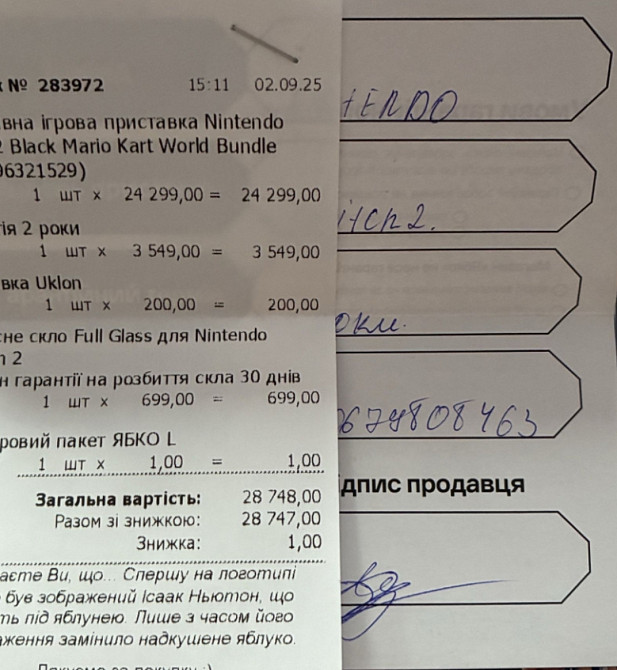 № 283972 15:11 02.09.25
вна ігрова приставка Nintendo
2 Black Mario Kart World Bundle
96321529)
1 шт x 24 299,00 = 24 299,00
тія 2 роки
1 шт x 3 549,00 = 3 549,00
вка Uklon
1 шт x 200,00 = 200,00
сне скло Full Glass для Nintendo
h 2
н гарантії на розбиття скла 30 днів
1 шт x 699,00 = 699,00
ровий пакет ЯБКО L
1 шт x 1,00 = 1,00
Загальна вартість: 28 748,00
Разом зі знижкою: 28 747,00
Знижка: 1,00
аєте Ви, що... Спершу на логотипі
був зображений Ісаак Ньютон, що
ть під яблунею. Лише з часом його
аження замінило надкушене яблуко.
TENDO
2.
оки.
679808463
дпис продавця